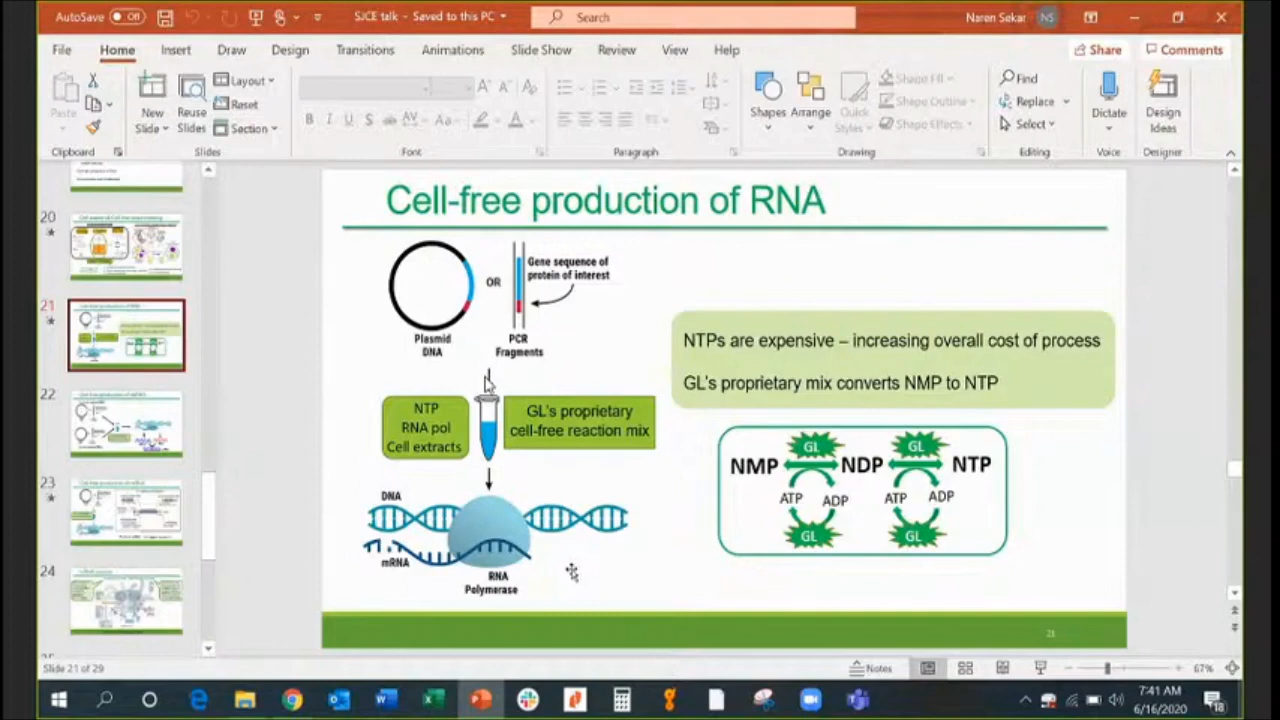 AutoSave Off
SJCE talk - Saved to this PC
Search
Naren Sekar NS
File Home Insert Draw Design Transitions Animations Slide Show Review View Help
Share Comments
Paste
New Slide
Reuse Slides
Layout
Reset
Section
Shapes
Arrange
Quick Styles
Shape Fill
Shape Outline
Shape Effects
Find
Replace
Select
Dictate
Design Ideas
Clipboard Slides Font Paragraph Drawing Editing Voice Designer
20
21
22
23
24
Cell-free production of RNA
OR
Gene sequence of
protein of interest
Plasmid
DNA
PCR
Fragments
NTP
RNA pol
Cell extracts
GL's proprietary
cell-free reaction mix
DNA
mRNA
RNA
Polymerase
NTPs are expensive – increasing overall cost of process
GL's proprietary mix converts NMP to NTP
GL GL
NMP NDP NTP
ATP ADP ATP ADP
GL GL
21
Slide 21 of 29
Notes
67%
7:41 AM
6/16/2020
18